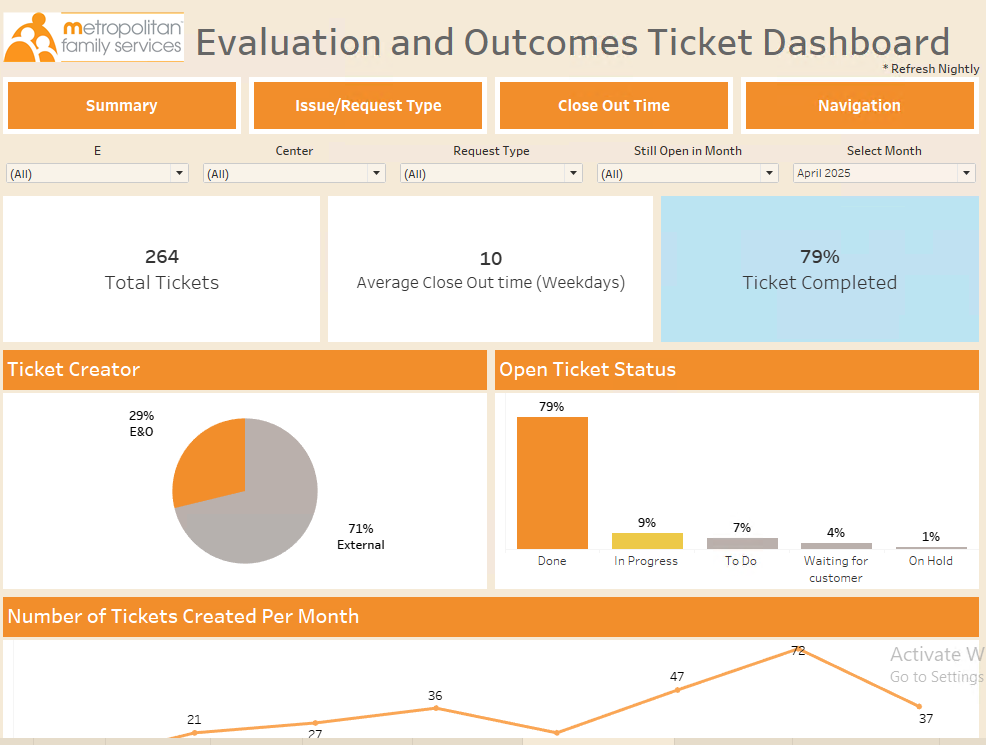 metropolitan
family services
Evaluation and Outcomes Ticket Dashboard
* Refresh Nightly
Summary
Issue/Request Type
Close Out Time
Navigation
E
Center
Request Type
Still Open in Month
Select Month
(All)
(All)
(All)
(All)
April 2025
264
Total Tickets
10
Average Close Out time (Weekdays)
79%
Ticket Completed
Ticket Creator
Open Ticket Status
29%
E&O
71%
External
79%
9%
7%
4%
1%
Done
In Progress
To Do
Waiting for
customer
On Hold
Number of Tickets Created Per Month
21
27
36
47
72
37
Activate W
Go to Settings